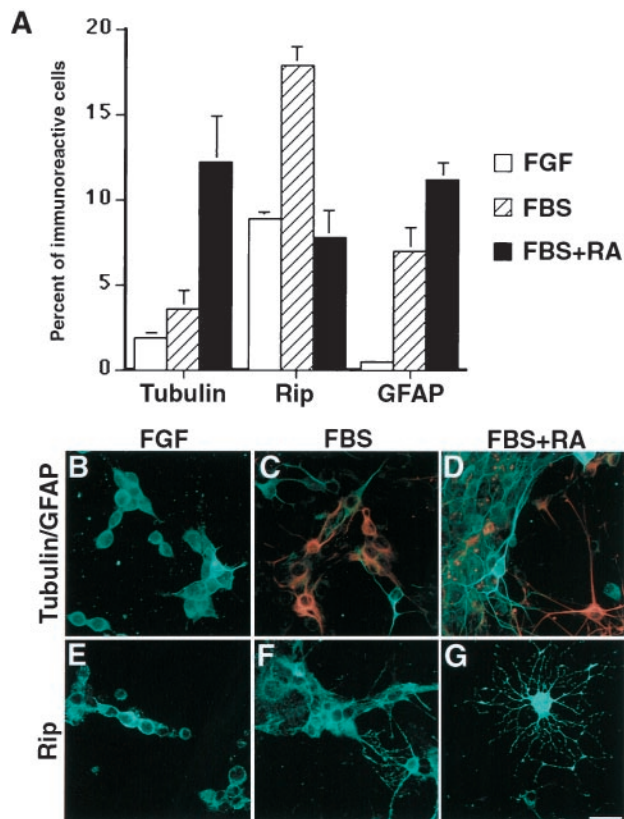 A
Percent of immunoreactive cells
20
15
10
5
0
Tubulin Rip GFAP
FGF
FBS
FBS+RA
FGF FBS FBS+RA
Tubulin/GFAP
B C D
Rip
E F G